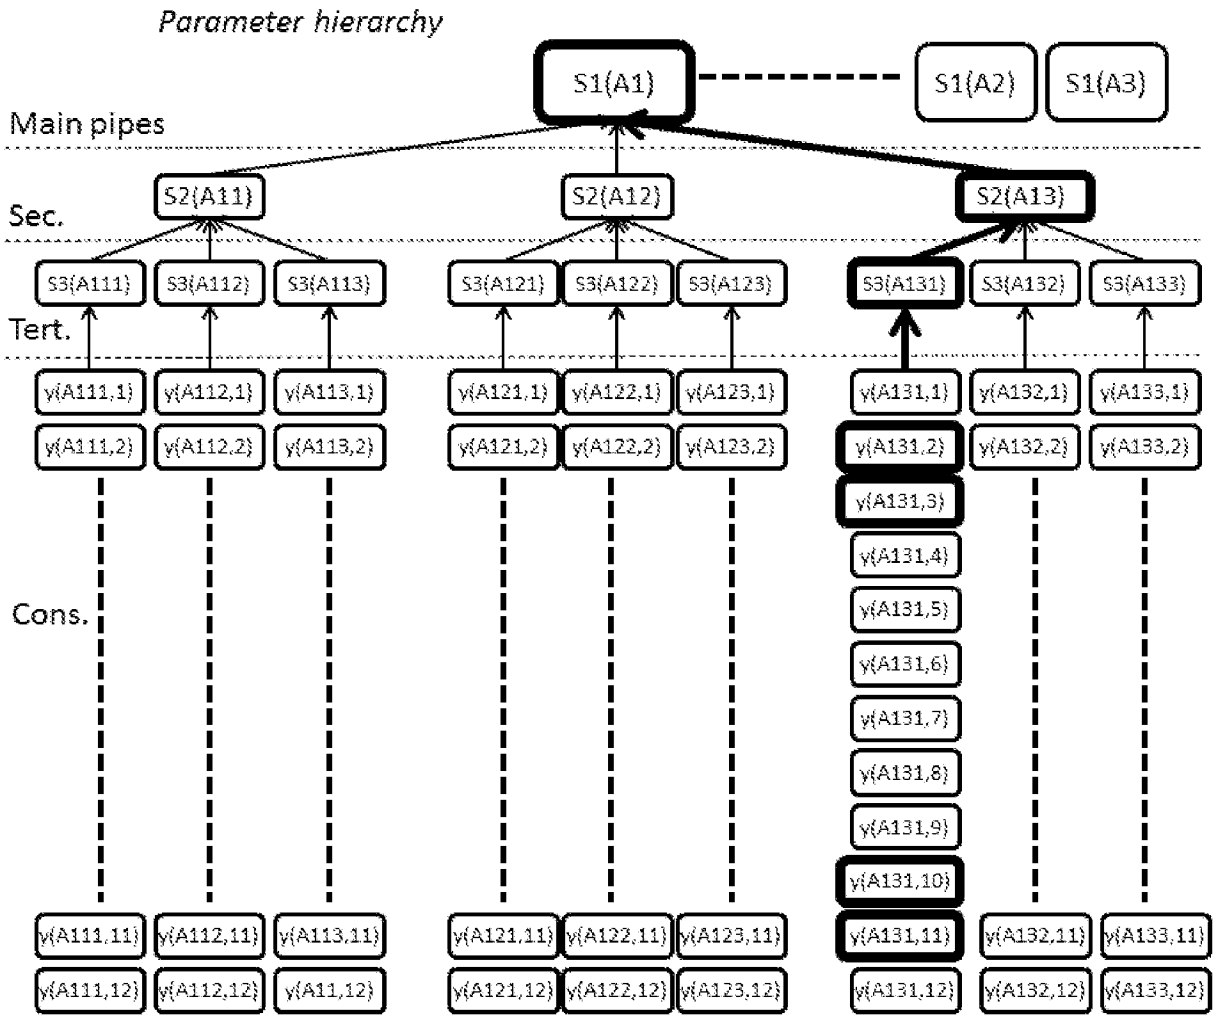 Parameter hierarchy
S1(A1) S1(A2) S1(A3)
Main pipes
S2(A11) S2(A12) S2(A13)
Sec.
S3(A111) S3(A112) S3(A113) S3(A121) S3(A122) S3(A123) S3(A131) S3(A132) S3(A133)
Tert.
y(A111,1) y(A112,1) y(A113,1) y(A121,1) y(A122,1) y(A123,1) y(A131,1) y(A132,1) y(A133,1)
y(A111,2) y(A112,2) y(A113,2) y(A121,2) y(A122,2) y(A123,2) y(A131,2) y(A132,2) y(A133,2)
y(A131,3)
y(A131,4)
Cons. y(A131,5)
y(A131,6)
y(A131,7)
y(A131,8)
y(A131,9)
y(A131,10)
y(A111,11) y(A112,11) y(A113,11) y(A121,11) y(A122,11) y(A123,11) y(A131,11) y(A132,11) y(A133,11)
y(A111,12) y(A112,12) y(A11,12) y(A121,12) y(A122,12) y(A123,12) y(A131,12) y(A132,12) y(A133,12)